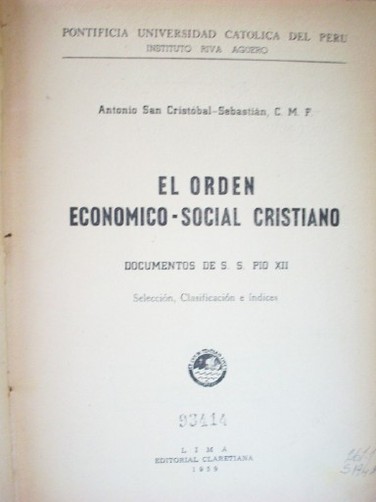 PONTIFICIA UNIVERSIDAD CATOLICA DEL PERU
INSTITUTO RIVA AGÜERO
Antonio San Cristóbal-Sebastián, C. M. F.
EL ORDEN
ECONOMICO-SOCIAL CRISTIANO
DOCUMENTOS DE S. S. PIO XII
Selección, Clasificación e Indices
93414
LIMA
EDITORIAL CLARETIANA
1959